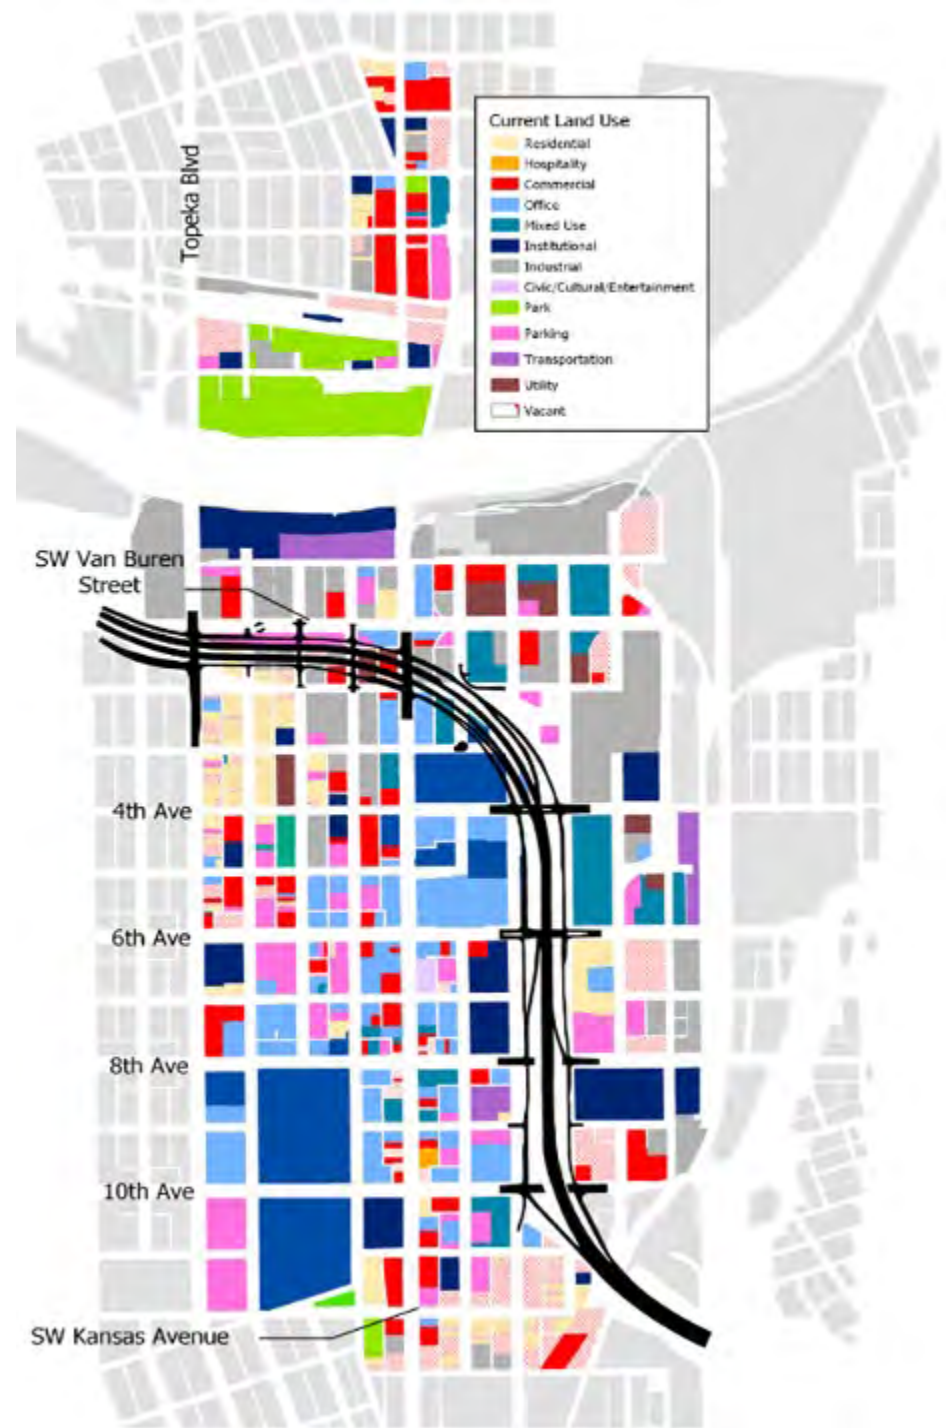 Topeka Blvd
Current Land Use
Residential
Hospitality
Commercial
Office
Mixed Use
Institutional
Industrial
Civic/Cultural/Entertainment
Park
Parking
Transportation
Utility
Vacant
SW Van Buren
Street
4th Ave
6th Ave
8th Ave
10th Ave
SW Kansas Avenue